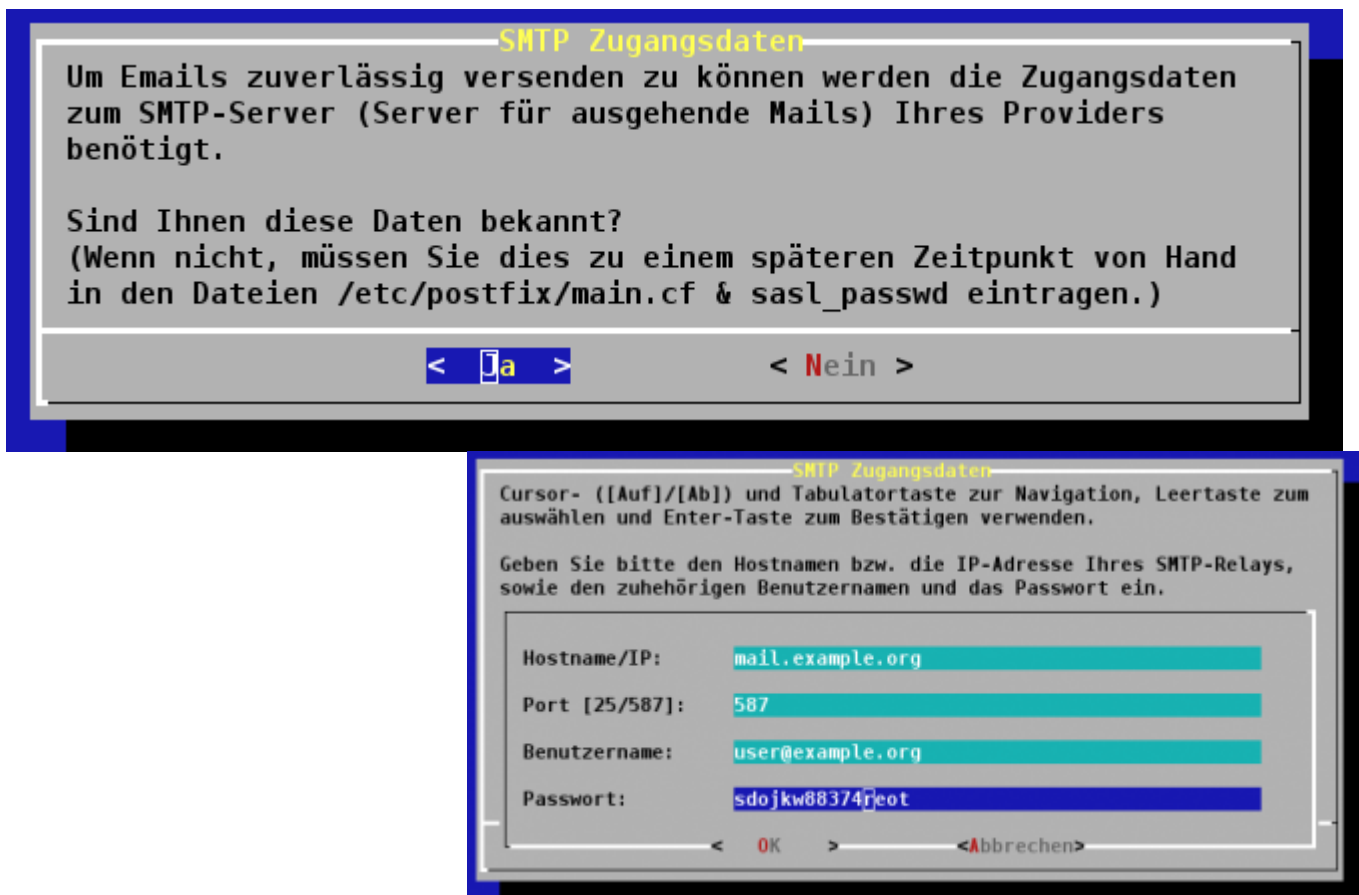 SMTP Zugangsdaten
Um Emails zuverlässig versenden zu können werden die Zugangsdaten
zum SMTP-Server (Server für ausgehende Mails) Ihres Providers
benötigt.
Sind Ihnen diese Daten bekannt?
(Wenn nicht, müssen Sie dies zu einem späteren Zeitpunkt von Hand
in den Dateien /etc/postfix/main.cf & sasl_passwd eintragen.)
< Ja > < Nein >
SMTP Zugangsdaten
Cursor- ([Auf]/[Ab]) und Tabulatortaste zur Navigation, Leertaste zum
auswählen und Enter-Taste zum Bestätigen verwenden.
Geben Sie bitte den Hostnamen bzw. die IP-Adresse Ihres SMTP-Relays,
sowie den zuhehörigen Benutzernamen und das Passwort ein.
Hostname/IP: mail.example.org
Port [25/587]: 587
Benutzername: user@example.org
Passwort: sdojkw88374reot
< OK > <Abbrechen>